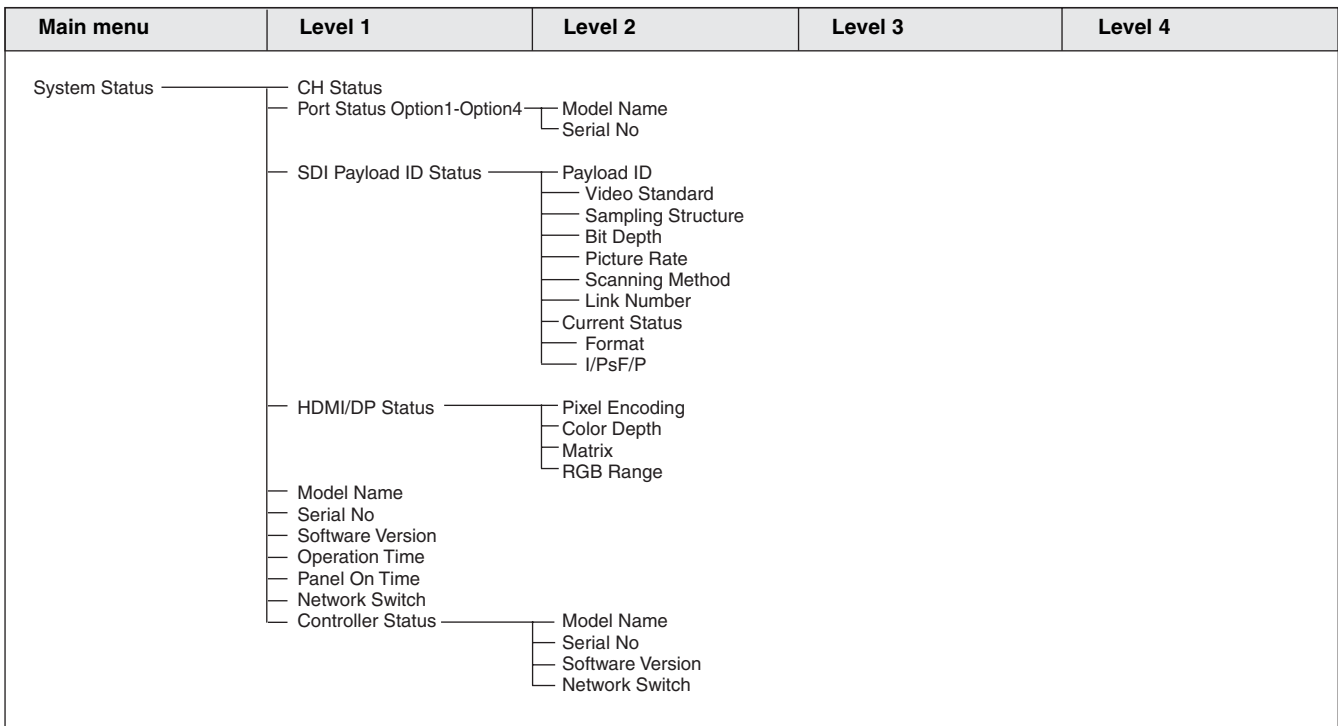 Main menu Level 1 Level 2 Level 3 Level 4
System Status CH Status
Port Status Option1-Option4 Model Name
Serial No
SDI Payload ID Status Payload ID
Video Standard
Sampling Structure
Bit Depth
Picture Rate
Scanning Method
Link Number
Current Status
Format
I/PsF/P
HDMI/DP Status Pixel Encoding
Color Depth
Matrix
RGB Range
Model Name
Serial No
Software Version
Operation Time
Panel On Time
Network Switch
Controller Status Model Name
Serial No
Software Version
Network Switch